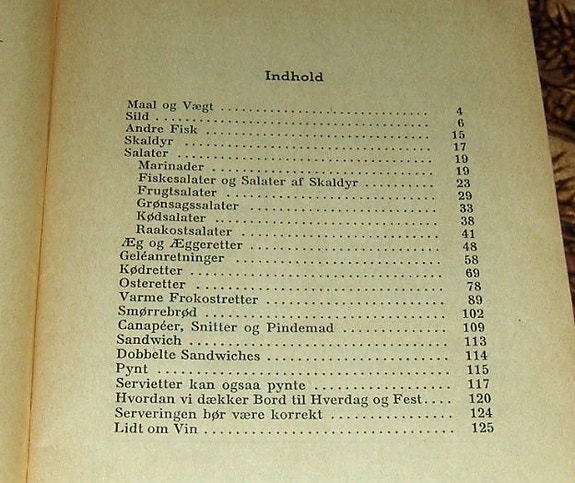 Indhold
Maal og Vægt ........................ 4
Sild ................................ 6
Andre Fisk .......................... 15
Skaldyr ............................. 17
Salater ............................. 19
Marinader ........................... 19
Fiskesalater og Salater af Skaldyr .......... 23
Frugtsalater ........................ 29
Grønsagssalater ..................... 33
Kødsalater .......................... 38
Raakostsalater ...................... 41
Æg og Æggeretter .................... 48
Geléanretninger ..................... 58
Kødretter ........................... 69
Osteretter .......................... 78
Varme Frokostretter ................. 89
Smørrebrød .......................... 102
Canapéer, Snitter og Pindemad ............ 109
Sandwich ............................ 113
Dobbelte Sandwiches ................. 114
Pynt ................................ 115
Servietter kan ogsaa pynte .............. 117
Hvordan vi dækker Bord til Hverdag og Fest.... 120
Serveringen bør være korrekt ............ 124
Lidt om Vin ......................... 125